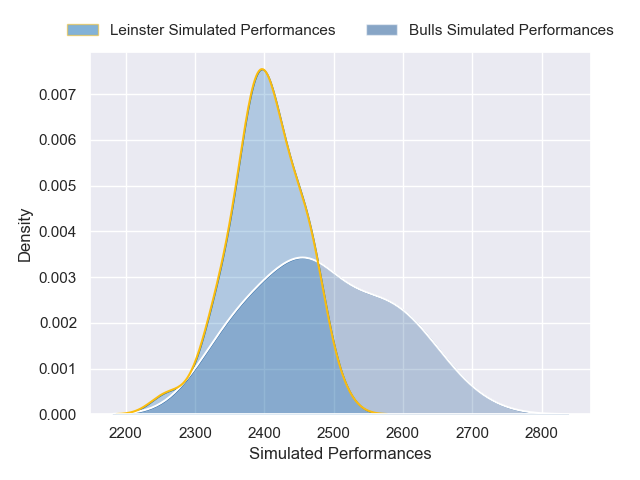 Leinster Simulated Performances Bulls Simulated Performances
0.007
0.006
0.005
0.004
0.003
0.002
0.001
0.000
Density
2200 2300 2400 2500 2600 2700 2800
Simulated Performances